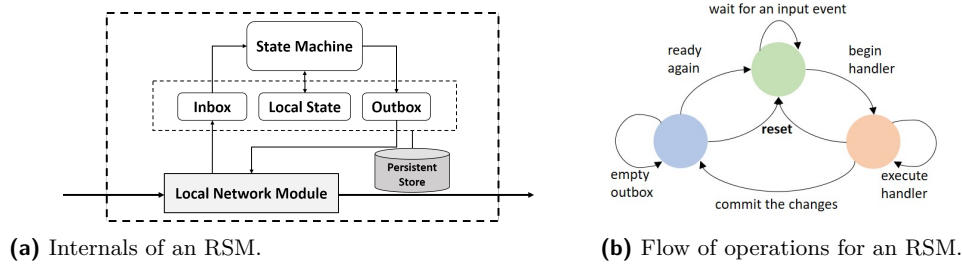 State Machine
Inbox
Local State
Outbox
Persistent
Store
Local Network Module
(a) Internals of an RSM.
wait for an input event
ready
again
begin
handler
reset
empty
outbox
execute
handler
commit the changes
(b) Flow of operations for an RSM.